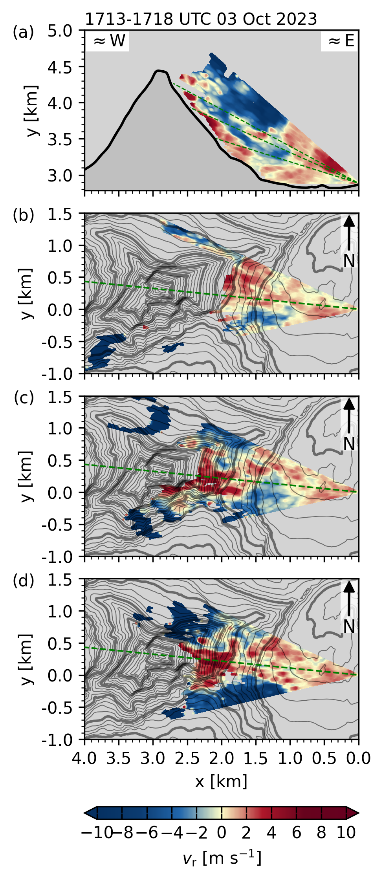 1713-1718 UTC 03 Oct 2023
(a)
≈ W
≈ E
5.0
4.5
4.0
3.5
3.0
y [km]
(b)
1.5
1.0
0.5
0.0
-0.5
-1.0
y [km]
N
(c)
1.5
1.0
0.5
0.0
-0.5
-1.0
y [km]
N
(d)
1.5
1.0
0.5
0.0
-0.5
-1.0
y [km]
N
4.0 3.5 3.0 2.5 2.0 1.5 1.0 0.5 0.0
x [km]
−10 −8 −6 −4 −2 0 2 4 6 8 10
vr [m s⁻¹]